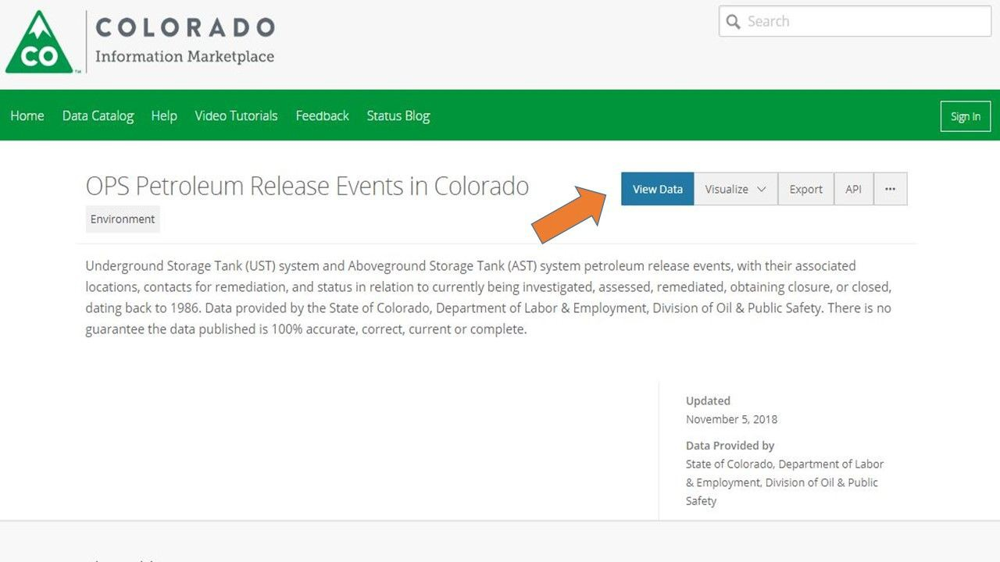 COLORADO
CO
TM
Information Marketplace
Search
Home Data Catalog Help Video Tutorials Feedback Status Blog Sign In
OPS Petroleum Release Events in Colorado
View Data Visualize Export API ...
Environment
Underground Storage Tank (UST) system and Aboveground Storage Tank (AST) system petroleum release events, with their associated
locations, contacts for remediation, and status in relation to currently being investigated, assessed, remediated, obtaining closure, or closed,
dating back to 1986. Data provided by the State of Colorado, Department of Labor & Employment, Division of Oil & Public Safety. There is no
guarantee the data published is 100% accurate, correct, current or complete.
Updated
November 5, 2018
Data Provided by
State of Colorado, Department of Labor
& Employment, Division of Oil & Public
Safety